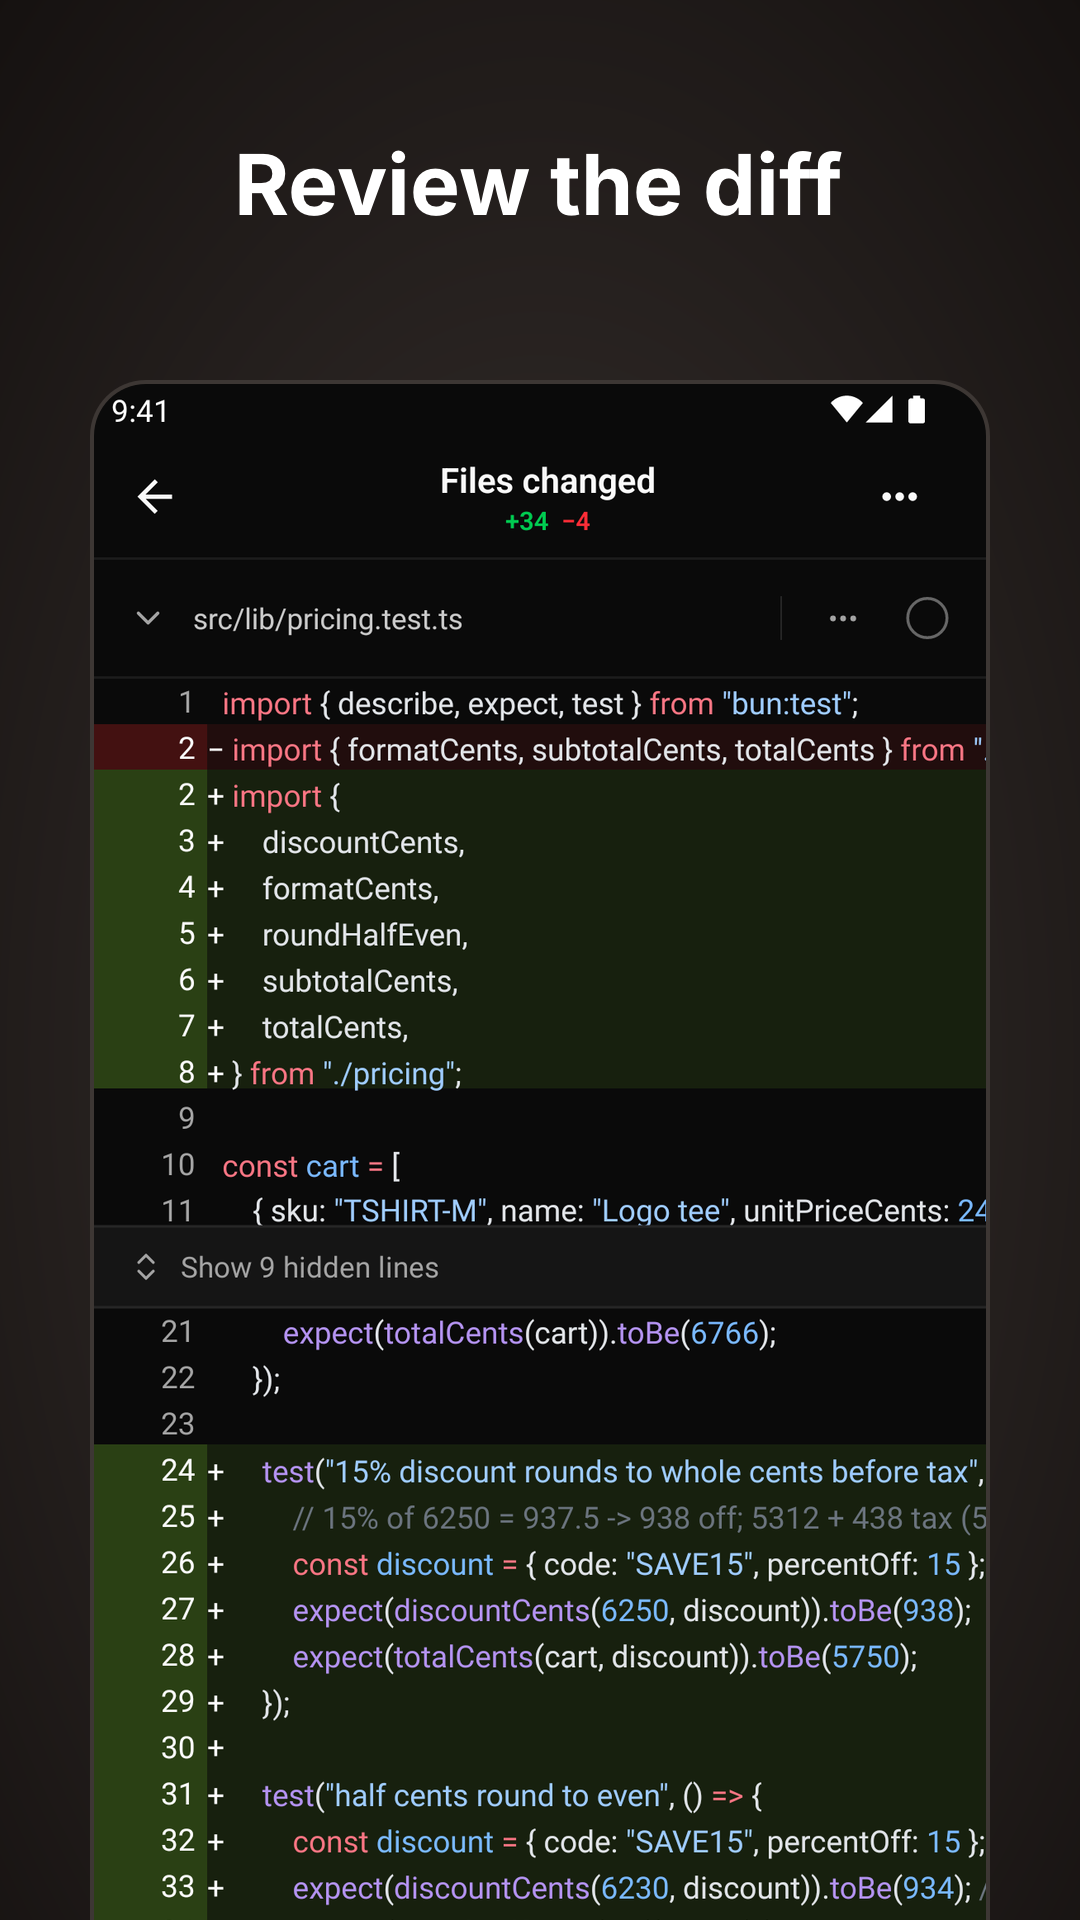 Review the diff
9:41
Files changed
+34 −4
src/lib/pricing.test.ts
1 import { describe, expect, test } from "bun:test";
2 − import { formatCents, subtotalCents, totalCents } from ".
2 + import {
3 + discountCents,
4 + formatCents,
5 + roundHalfEven,
6 + subtotalCents,
7 + totalCents,
8 + } from "./pricing";
9
10 const cart = [
11 { sku: "TSHIRT-M", name: "Logo tee", unitPriceCents: 24
Show 9 hidden lines
21 expect(totalCents(cart)).toBe(6766);
22 });
23
24 + test("15% discount rounds to whole cents before tax",
25 + // 15% of 6250 = 937.5 -> 938 off; 5312 + 438 tax (5
26 + const discount = { code: "SAVE15", percentOff: 15 };
27 + expect(discountCents(6250, discount)).toBe(938);
28 + expect(totalCents(cart, discount)).toBe(5750);
29 + });
30 +
31 + test("half cents round to even", () => {
32 + const discount = { code: "SAVE15", percentOff: 15 };
33 + expect(discountCents(6230, discount)).toBe(934); /